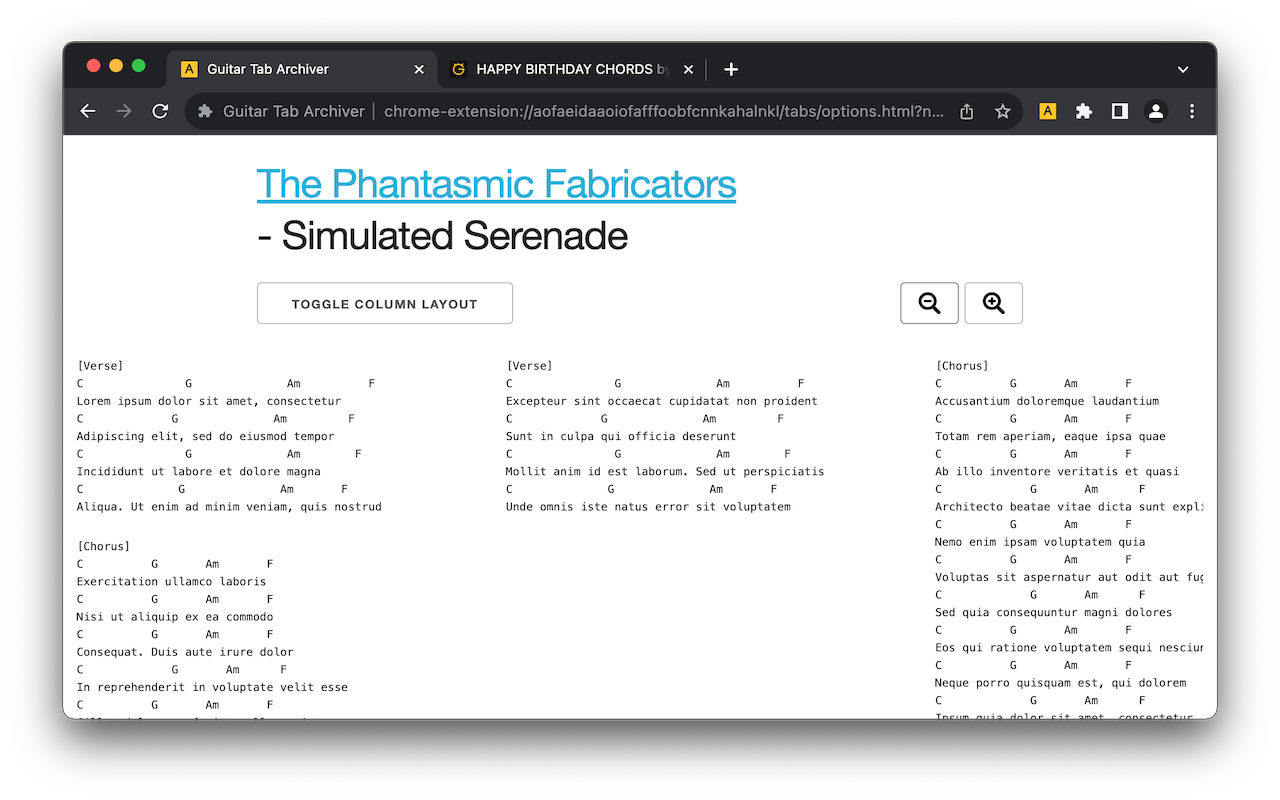 Guitar Tab Archiver
HAPPY BIRTHDAY CHORDS by
Guitar Tab Archiver | chrome-extension://aofaeidaaoiofafffoobfcnnkahalnkl/tabs/options.html?n...
A
The Phantasmic Fabricators
- Simulated Serenade
TOGGLE COLUMN LAYOUT
[Verse]
C G Am F
Lorem ipsum dolor sit amet, consectetur
C G Am F
Adipiscing elit, sed do eiusmod tempor
C G Am F
Incididunt ut labore et dolore magna
C G Am F
Aliqua. Ut enim ad minim veniam, quis nostrud
[Chorus]
C G Am F
Exercitation ullamco laboris
C G Am F
Nisi ut aliquip ex ea commodo
C G Am F
Consequat. Duis aute irure dolor
C G Am F
In reprehenderit in voluptate velit esse
C G Am F
[Verse]
C G Am F
Excepteur sint occaecat cupidatat non proident
C G Am F
Sunt in culpa qui officia deserunt
C G Am F
Mollit anim id est laborum. Sed ut perspiciatis
C G Am F
Unde omnis iste natus error sit voluptatem
[Chorus]
C G Am F
Accusantium doloremque laudantium
C G Am F
Totam rem aperiam, eaque ipsa quae
C G Am F
Ab illo inventore veritatis et quasi
C G Am F
Architecto beatae vitae dicta sunt expli
C G Am F
Nemo enim ipsam voluptatem quia
C G Am F
Voluptas sit aspernatur aut odit aut fug
C G Am F
Sed quia consequuntur magni dolores
C G Am F
Eos qui ratione voluptatem sequi nesciun
C G Am F
Neque porro quisquam est, qui dolorem
C G Am F
Ipsum quia dolor sit amet, consectetur